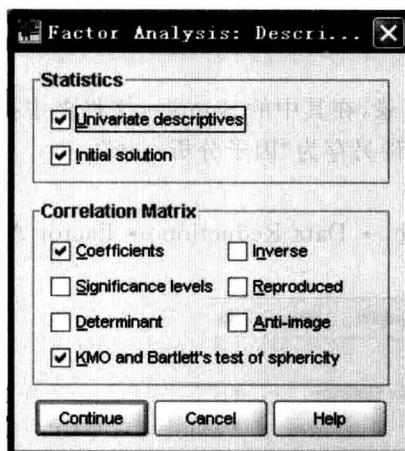 Factor Analysis: Descri...
Statistics
Univariate descriptives
Initial solution
Correlation Matrix
Coefficients
Inverse
Significance levels
Reproduced
Determinant
Anti-image
KMO and Bartlett's test of sphericity
Continue
Cancel
Help